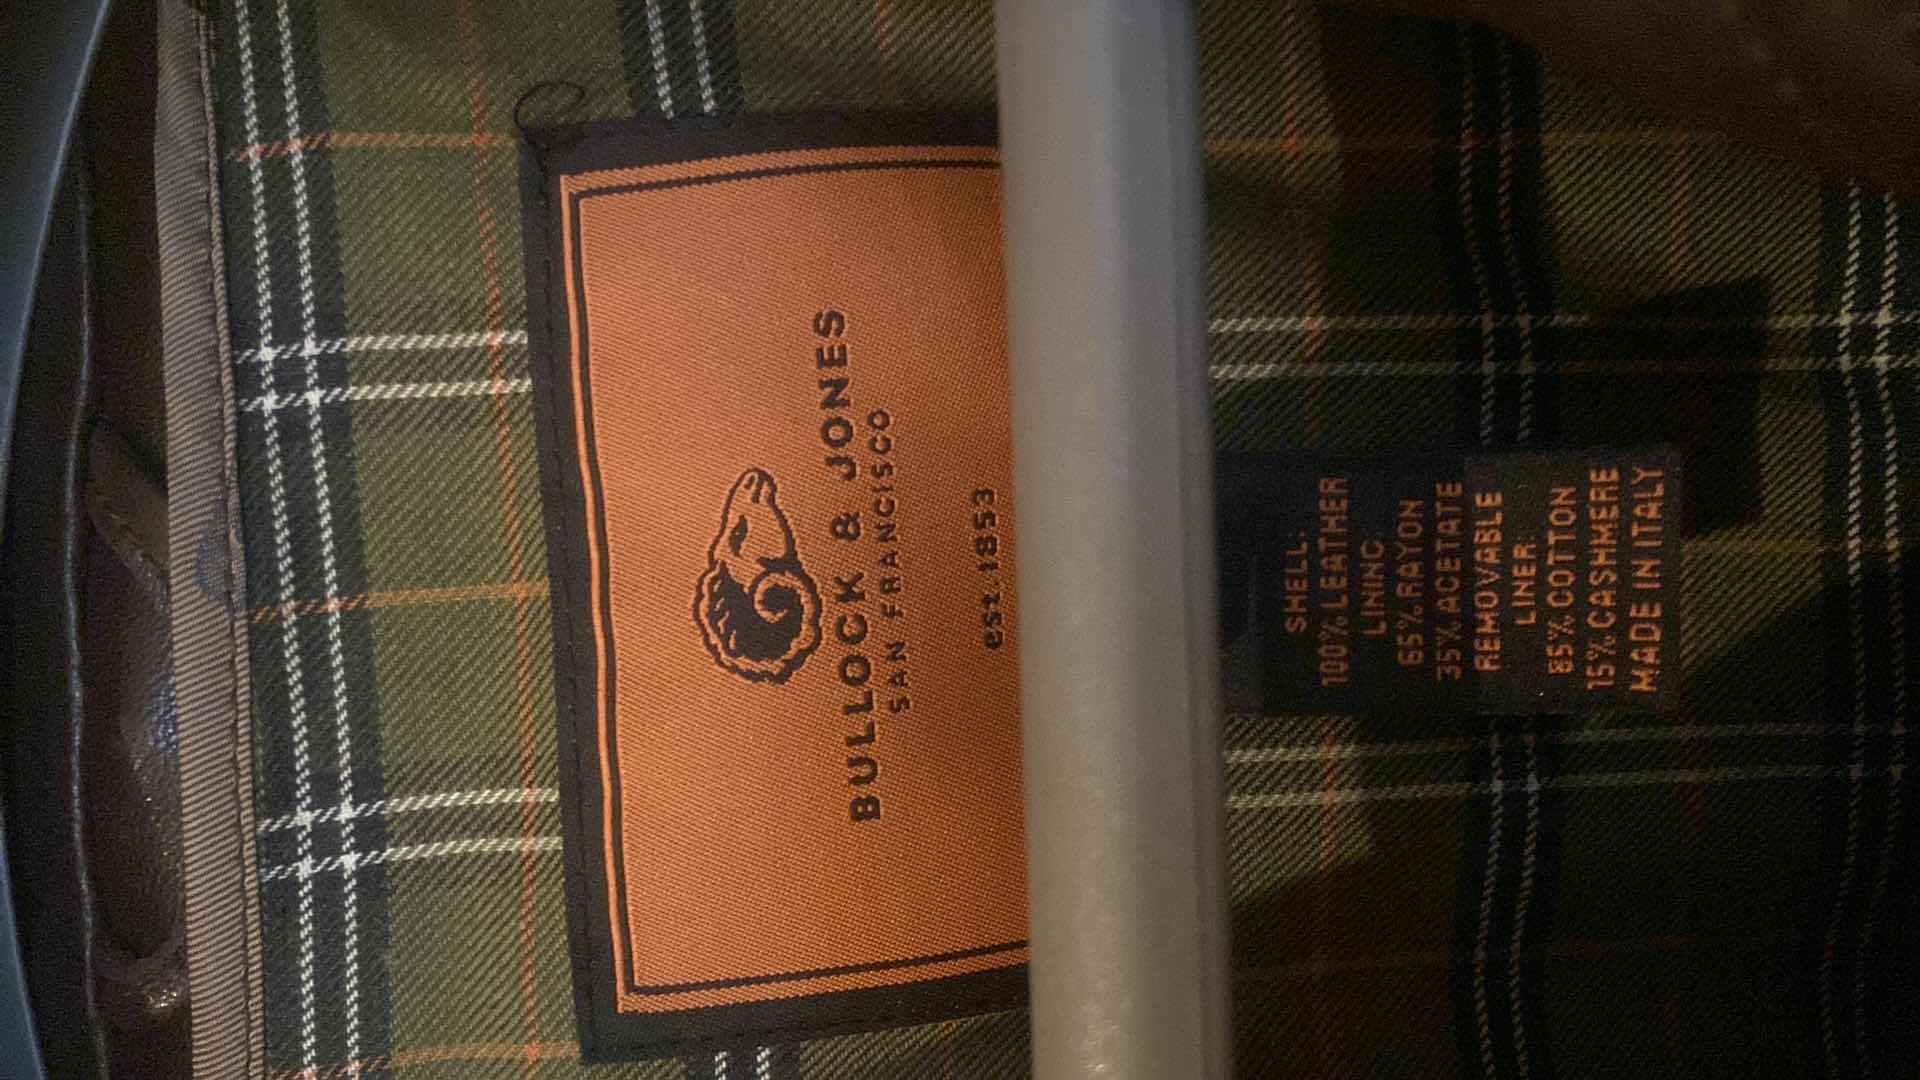 BULLOCK & JONES
SAN FRANCISCO
est.1853
SHELL:
100% LEATHER
LINING:
65% RAYON
35% ACETATE
REMOVABLE
LINER:
85% COTTON
15% CASHMERE
MADE IN ITALY